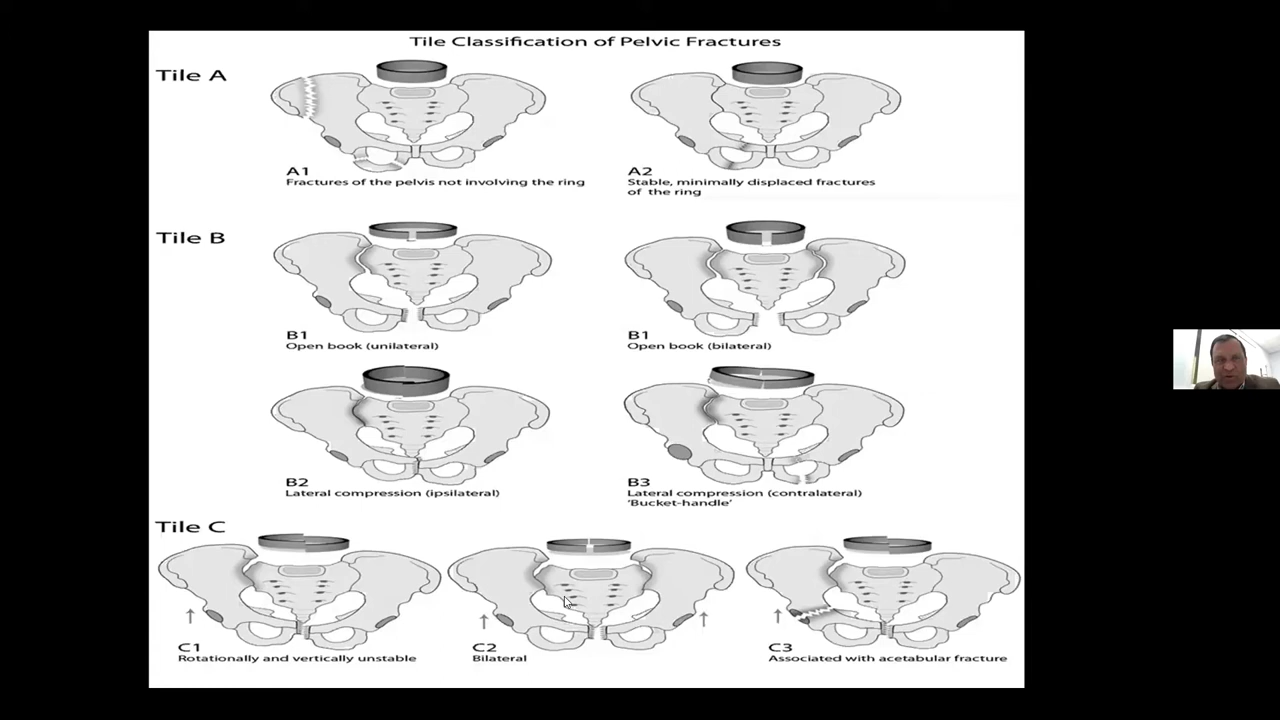 Tile Classification of Pelvic Fractures
Tile A
A1
Fractures of the pelvis not involving the ring
A2
Stable, minimally displaced fractures
of the ring
Tile B
B1
Open book (unilateral)
B1
Open book (bilateral)
B2
Lateral compression (ipsilateral)
B3
Lateral compression (contralateral)
'Bucket-handle'
Tile C
C1
Rotationally and vertically unstable
C2
Bilateral
C3
Associated with acetabular fracture